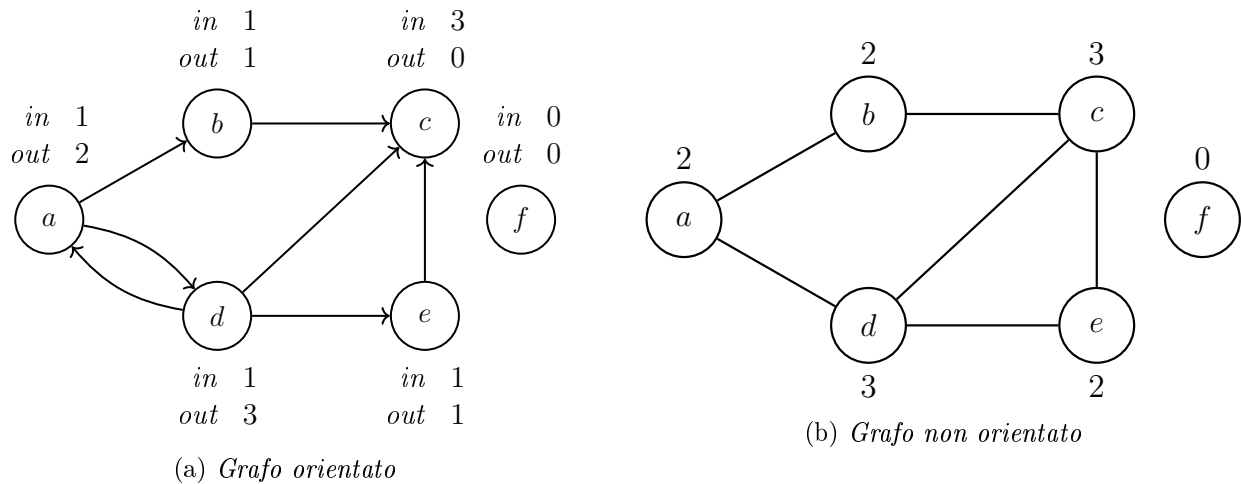 in 1
out 1
in 3
out 0
in 1
out 2
b
c
in 0
out 0
a
f
d
e
in 1
out 3
in 1
out 1
(a) Grafo orientato
2
3
b
c
2
0
a
f
d
e
3
2
(b) Grafo non orientato